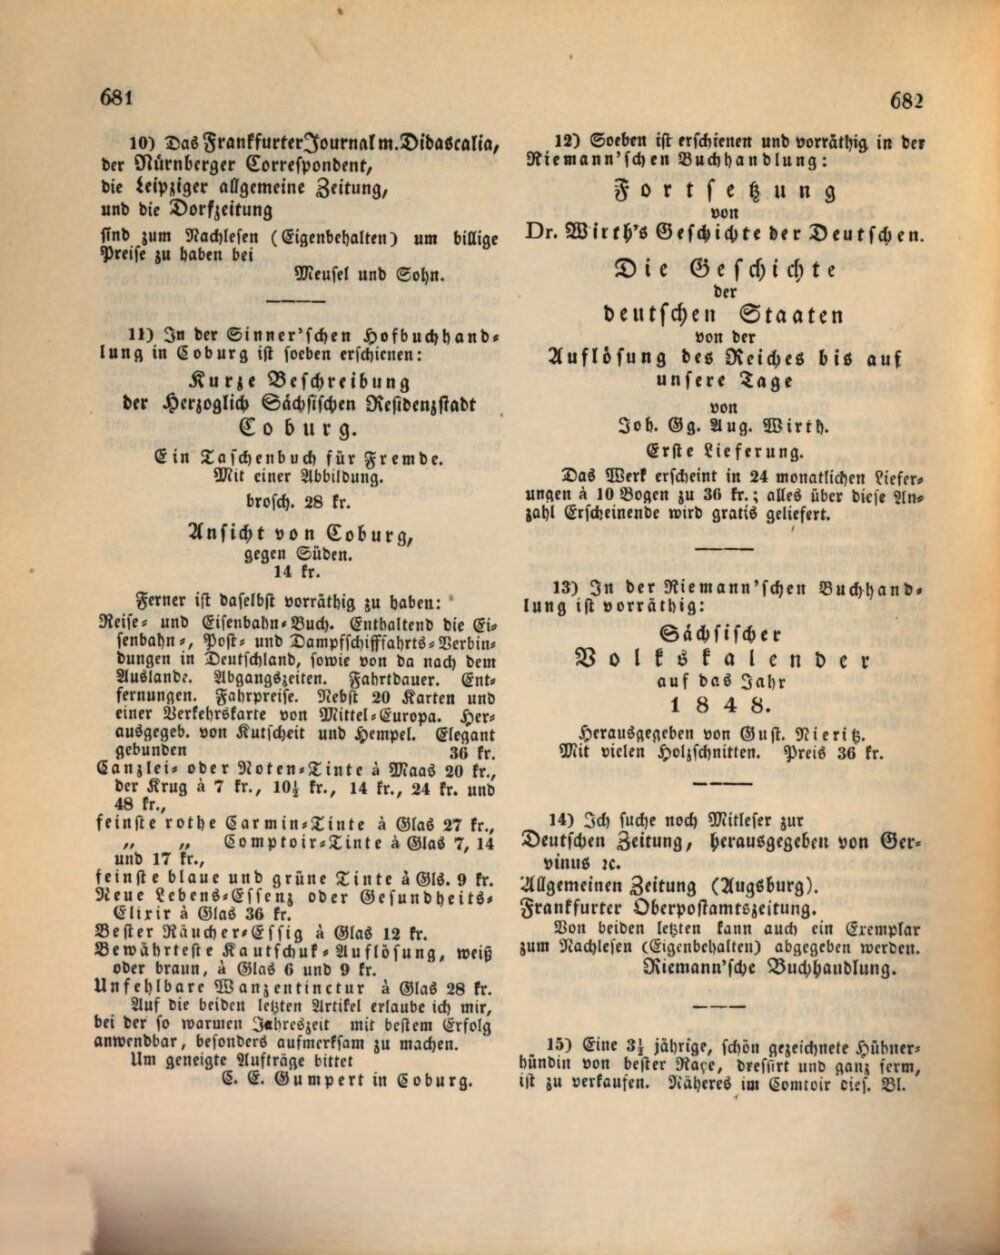 681
10) Das Frankfurter Journal m. Didascalia,
der Nürnberger Correspondent,
die Leipziger allgemeine Zeitung,
und die Dorfzeitung
sind zum Nachlesen (Eigenbehalten) um billige
Preise zu haben bei
Meusel und Sohn.
11) In der Sinner'schen Hofbuchhand-
lung in Coburg ist soeben erschienen:
Kurze Beschreibung
der Herzoglich Sächsischen Residenzstadt
Coburg.
Ein Taschenbuch für Fremde.
Mit einer Abbildung.
brosch. 28 kr.
Ansicht von Coburg,
gegen Süden.
14 kr.
Ferner ist daselbst vorräthig zu haben:
Reise- und Eisenbahn-Buch. Enthaltend die Ei-
senbahn-, Post- und Dampfschifffahrts-Verbin-
dungen in Deutschland, sowie von da nach dem
Auslande. Abgangszeiten. Fahrtdauer. Ent-
fernungen. Fahrpreise. Nebst 20 Karten und
einer Verkehrskarte von Mittel-Europa. Her-
ausgegeb. von Kutscheit und Hempel. Elegant
gebunden 36 kr.
Canzlei- oder Noten-Tinte à Maas 20 kr.,
der Krug à 7 kr., 10½ kr., 14 kr., 24 kr. und
48 kr.,
feinste rothe Carmin-Tinte à Glas 27 kr.,
" " Comptoir-Tinte à Glas 7, 14
und 17 kr.,
feinste blaue und grüne Tinte à Gls. 9 kr.
Neue Lebens-Essenz oder Gesundheits-
Elixir à Glas 36 kr.
Bester Räucher-Essig à Glas 12 kr.
Bewährteste Kautschuk-Auflösung, weiß
oder braun, à Glas 6 und 9 kr.
Unfehlbare Wanzentinctur à Glas 28 kr.
Auf die beiden letzten Artikel erlaube ich mir,
bei der so warmen Jahreszeit mit bestem Erfolg
anwendbar, besonders aufmerksam zu machen.
Um geneigte Aufträge bittet
C. E. Gumpert in Coburg.
682
12) Soeben ist erschienen und vorräthig in der
Riemann'schen Buchhandlung:
Fortsetzung
von
Dr. Wirth's Geschichte der Deutschen.
Die Geschichte
der
deutschen Staaten
von der
Auflösung des Reiches bis auf
unsere Tage
von
Joh. Gg. Aug. Wirth.
Erste Lieferung.
Das Werk erscheint in 24 monatlichen Liefer-
ungen à 10 Bogen zu 36 kr.; alles über diese An-
zahl Erscheinende wird gratis geliefert.
13) In der Riemann'schen Buchhand-
lung ist vorräthig:
Sächsischer
Volkskalender
auf das Jahr
1848.
Herausgegeben von Gust. Nieritz.
Mit vielen Holzschnitten. Preis 36 kr.
14) Ich suche noch Mitleser zur
Deutschen Zeitung, herausgegeben von Ger-
vinus ꝛc.
Allgemeinen Zeitung (Augsburg).
Frankfurter Oberpostamtszeitung.
Von beiden letzten kann auch ein Exemplar
zum Nachlesen (Eigenbehalten) abgegeben werden.
Riemann'sche Buchhandlung.
15) Eine 3½ jährige, schön gezeichnete Hühner-
hündin von bester Raçe, dressirt und ganz ferm,
ist zu verkaufen. Näheres im Comtoir dies. Bl.